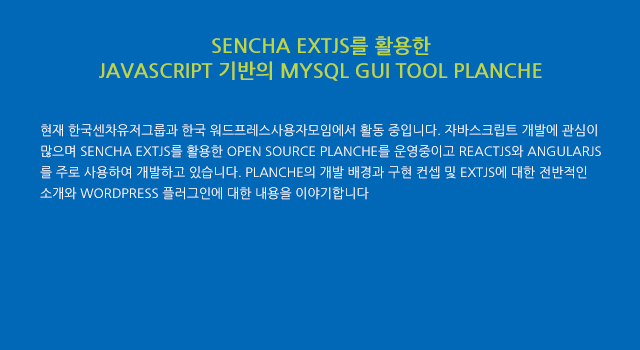 SENCHA EXTJS를 활용한
JAVASCRIPT 기반의 MYSQL GUI TOOL PLANCHE
현재 한국센차유저그룹과 한국 워드프레스사용자모임에서 활동 중입니다. 자바스크립트 개발에 관심이
많으며 SENCHA EXTJS를 활용한 OPEN SOURCE PLANCHE를 운영중이고 REACTJS와 ANGULARJS
를 주로 사용하여 개발하고 있습니다. PLANCHE의 개발 배경과 구현 컨셉 및 EXTJS에 대한 전반적인
소개와 WORDPRESS 플러그인에 대한 내용을 이야기합니다